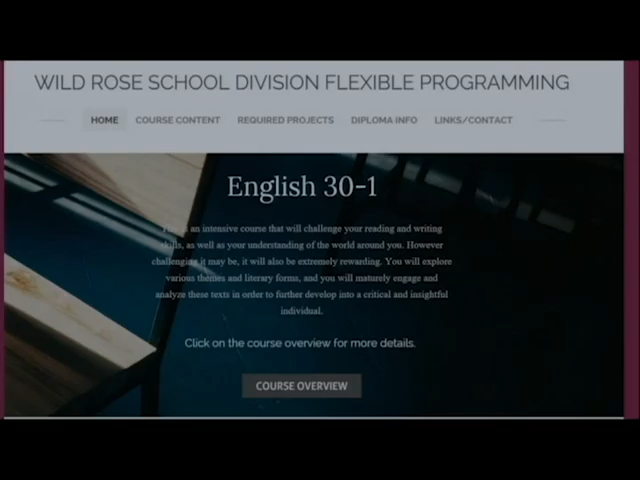 WILD ROSE SCHOOL DIVISION FLEXIBLE PROGRAMMING
HOME COURSE CONTENT REQUIRED PROJECTS DIPLOMA INFO LINKS/CONTACT
English 30-1
an intensive course that will challenge your reading and writing
skills, as well as your understanding of the world around you. However
challenging it may be, it will also be extremely rewarding. You will explore
various themes and literary forms, and you will maturely engage and
analyze these texts in order to further develop into a critical and insightful
individual.
Click on the course overview for more details.
COURSE OVERVIEW